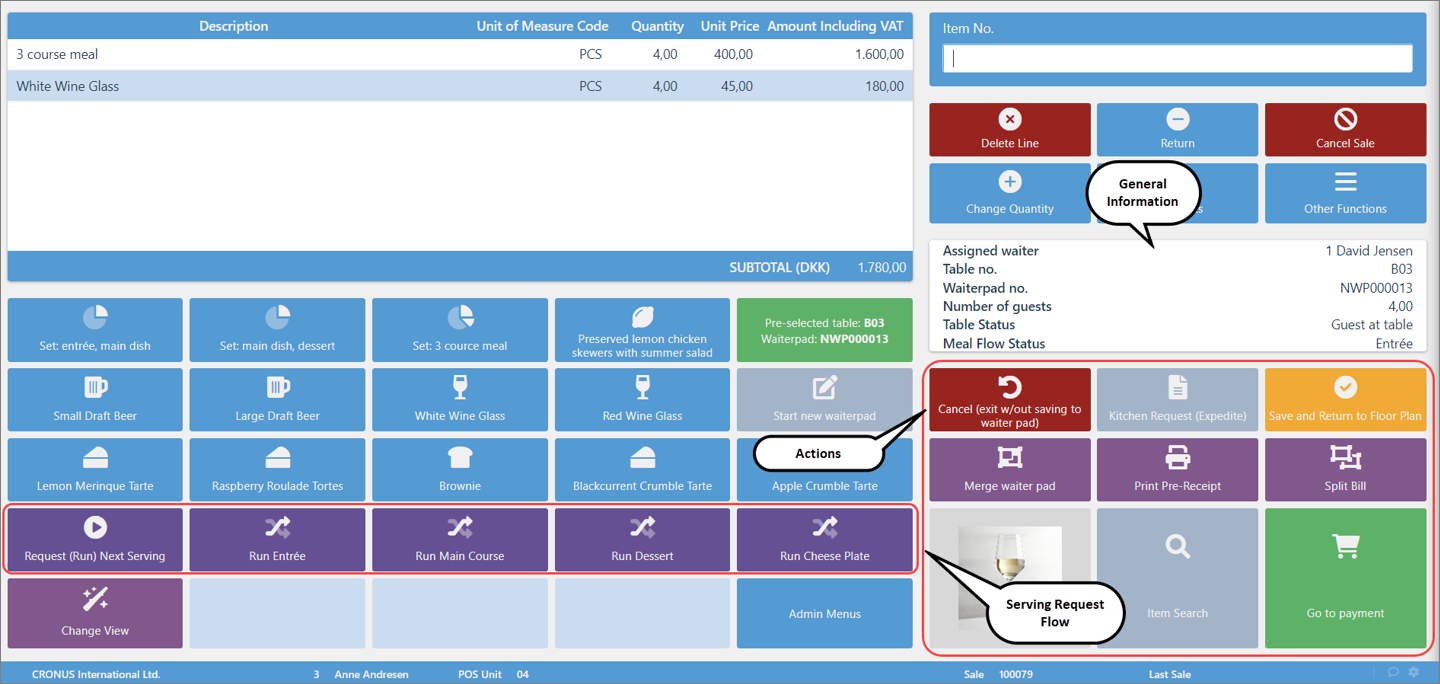 Description Unit of Measure Code Quantity Unit Price Amount Including VAT
3 course meal PCS 4,00 400,00 1.600,00
White Wine Glass PCS 4,00 45,00 180,00
SUBTOTAL (DKK) 1.780,00
Item No.
Delete Line Return Cancel Sale
General
Information
Change Quantity Other Functions
Assigned waiter 1 David Jensen
Table no. B03
Waiterpad no. NWP000013
Number of guests 4,00
Table Status Guest at table
Meal Flow Status Entrée
Set: entrée, main dish
Set: main dish, dessert
Set: 3 cource meal
Preserved lemon chicken
skewers with summer salad
Pre-selected table: B03
Waiterpad: NWP000013
Small Draft Beer Large Draft Beer White Wine Glass Red Wine Glass Start new waiterpad
Cancel (exit w/out saving to
waiter pad)
Kitchen Request (Expedite)
Save and Return to Floor Plan
Actions
Lemon Merinque Tarte Raspberry Roulade Tortes Brownie Blackcurrent Crumble Tarte Apple Crumble Tarte
Merge waiter pad Print Pre-Receipt Split Bill
Request (Run) Next Serving Run Entrée Run Main Course Run Dessert Run Cheese Plate
Serving Request
Flow
Item Search
Go to payment
Change View
Admin Menus
CRONUS International Ltd. 3 Anne Andresen POS Unit 04 Sale 100079 Last Sale